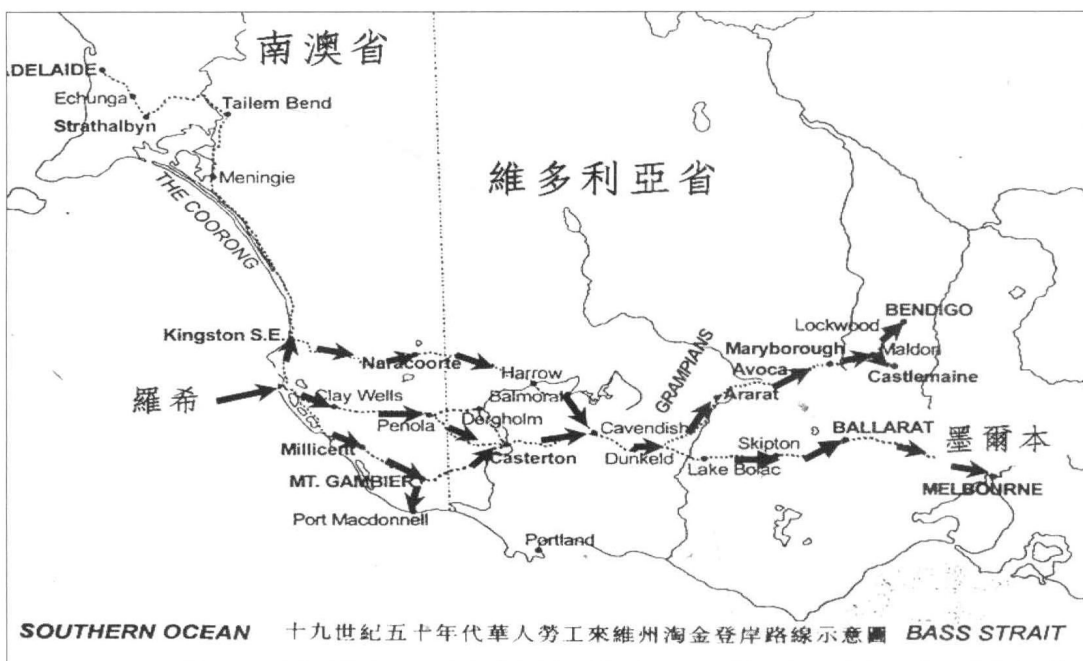 南澳省
DELAIDE
Echunga
Strathalbyn
Tailem Bend
Meningie
THE COORONG
維多利亞省
Kingston S.E.
Naracoorte
Harrow
Balmoral
羅希
Clay Wells
Penola
Dergholm
Millicent
MT. GAMBIER
Casterton
Port Macdonnell
Portland
Cavendish
Dunkeld
GRAMPIANS
Ararat
Avoca
Maryborough
Lockwood
BENDIGO
Maldon
Castlemaine
Lake Bolac
Skipton
BALLARAT
墨爾本
MELBOURNE
SOUTHERN OCEAN 十九世紀五十年代華人勞工來維州淘金登岸路線示意圖 BASS STRAIT